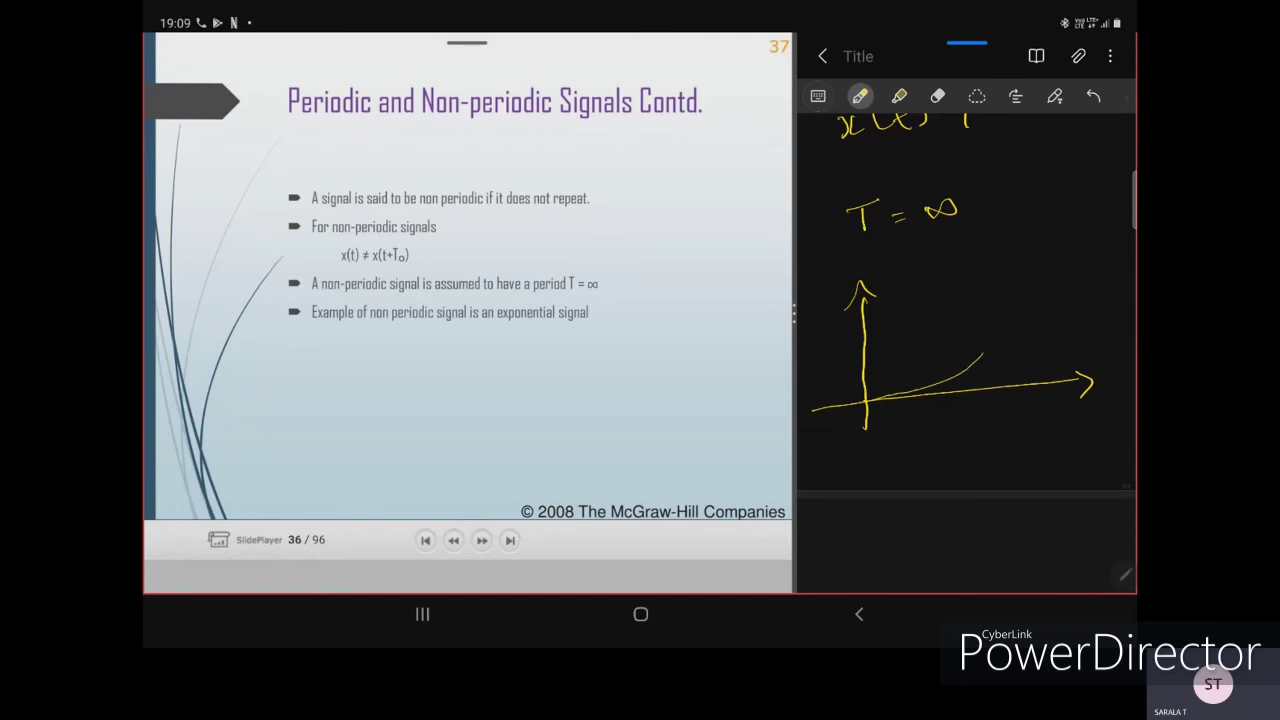 19:09
37
Periodic and Non-periodic Signals Contd.
A signal is said to be non periodic if it does not repeat.
For non-periodic signals
x(t) ≠ x(t+T₀)
A non-periodic signal is assumed to have a period T = ∞
Example of non periodic signal is an exponential signal
© 2008 The McGraw-Hill Companies
SlidePlayer 36 / 96
Title
x(t)
T = ∞
CyberLink
PowerDirector
ST
SARALA T